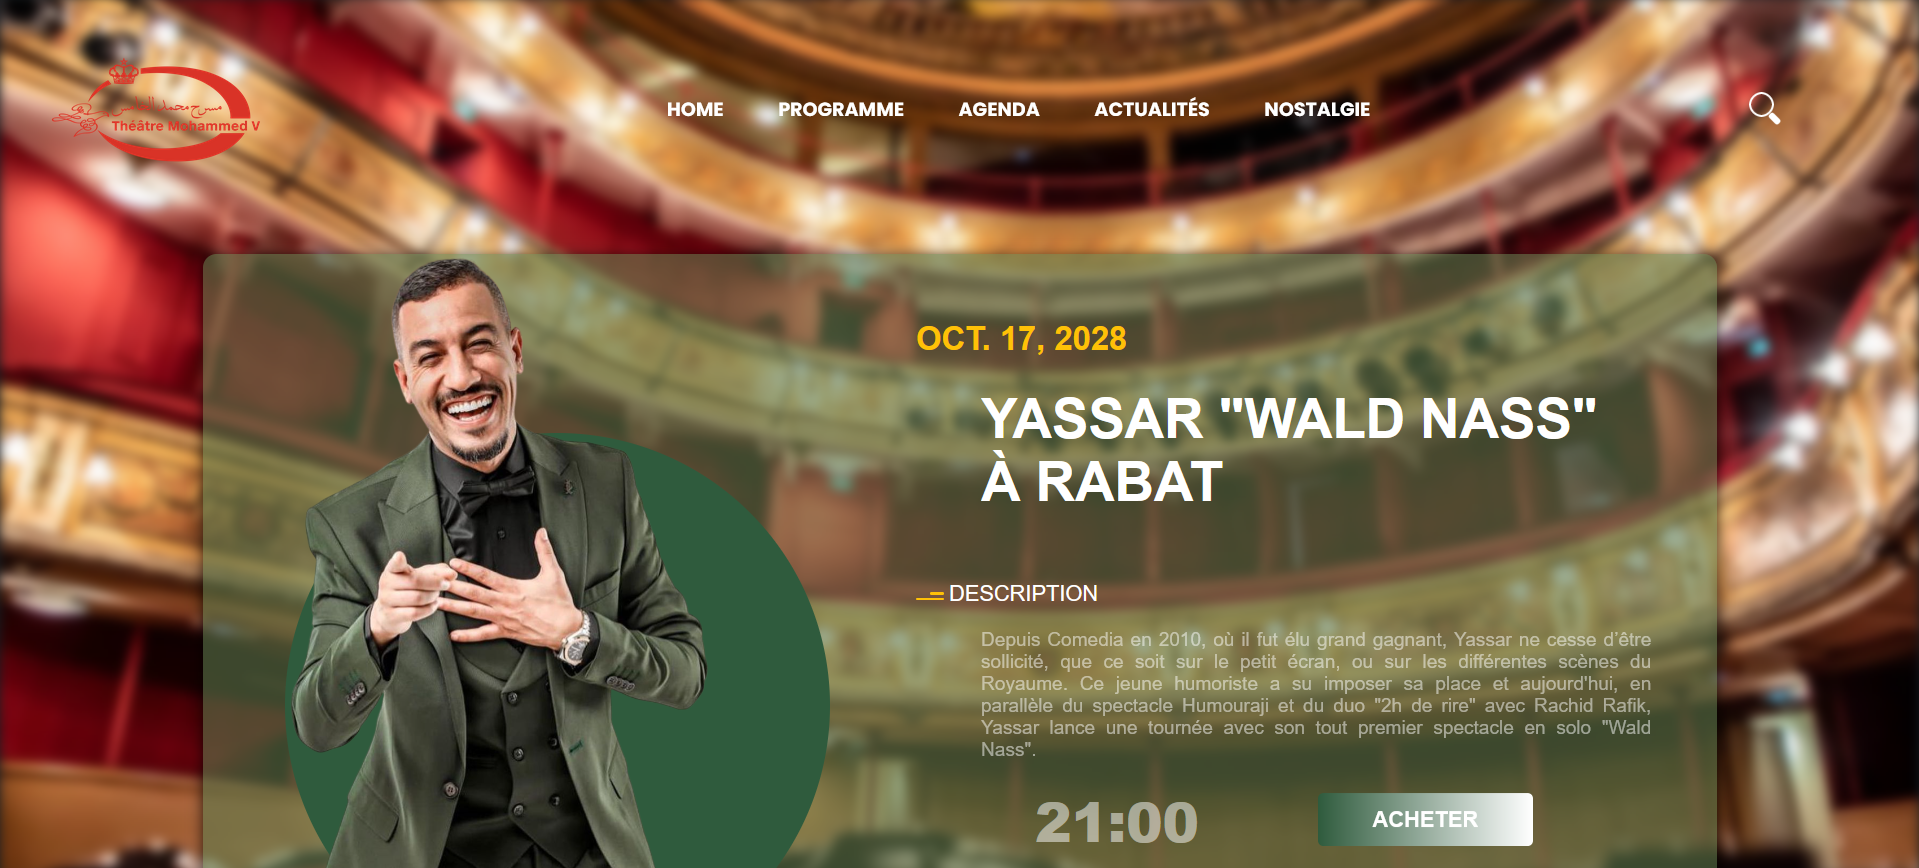 مسرح محمد الخامس
Théâtre Mohammed V
HOME PROGRAMME AGENDA ACTUALITÉS NOSTALGIE
OCT. 17, 2028
YASSAR "WALD NASS"
À RABAT
DESCRIPTION
Depuis Comedia en 2010, où il fut élu grand gagnant, Yassar ne cesse d’être
sollicité, que ce soit sur le petit écran, ou sur les différentes scènes du
Royaume. Ce jeune humoriste a su imposer sa place et aujourd'hui, en
parallèle du spectacle Humouraji et du duo "2h de rire" avec Rachid Rafik,
Yassar lance une tournée avec son tout premier spectacle en solo "Wald
Nass".
21:00
ACHETER